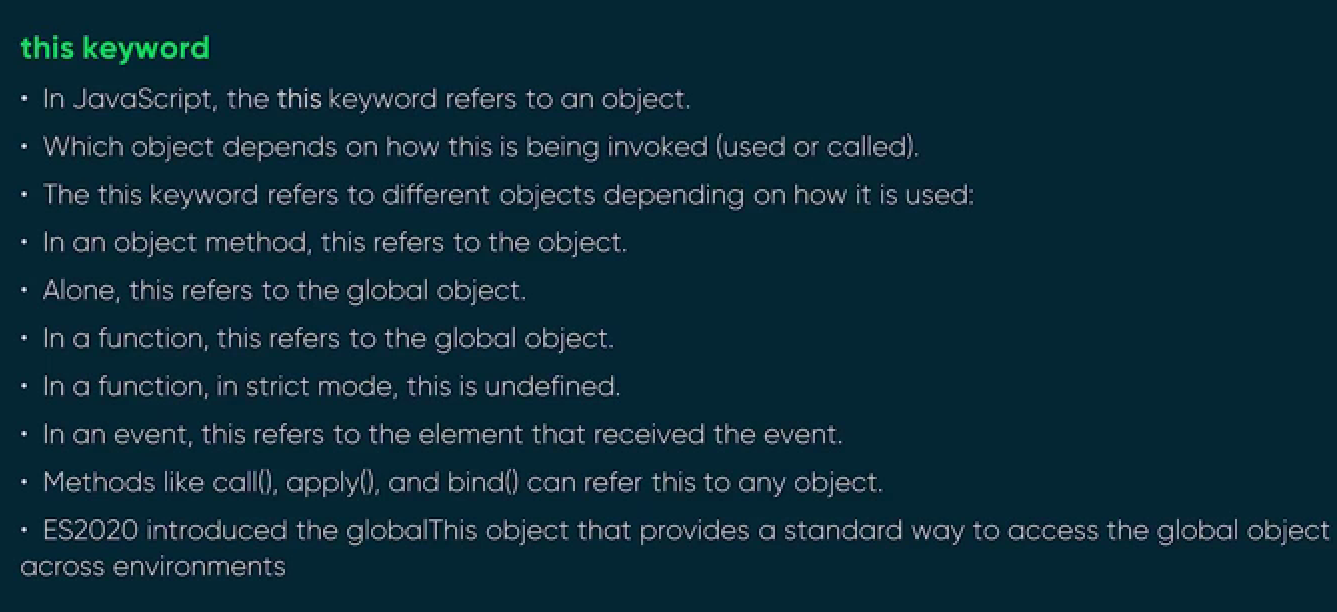 this keyword
• In JavaScript, the this keyword refers to an object.
• Which object depends on how this is being invoked (used or called).
• The this keyword refers to different objects depending on how it is used:
• In an object method, this refers to the object.
• Alone, this refers to the global object.
• In a function, this refers to the global object.
• In a function, in strict mode, this is undefined.
• In an event, this refers to the element that received the event.
• Methods like call(), apply(), and bind() can refer this to any object.
• ES2020 introduced the globalThis object that provides a standard way to access the global object
across environments